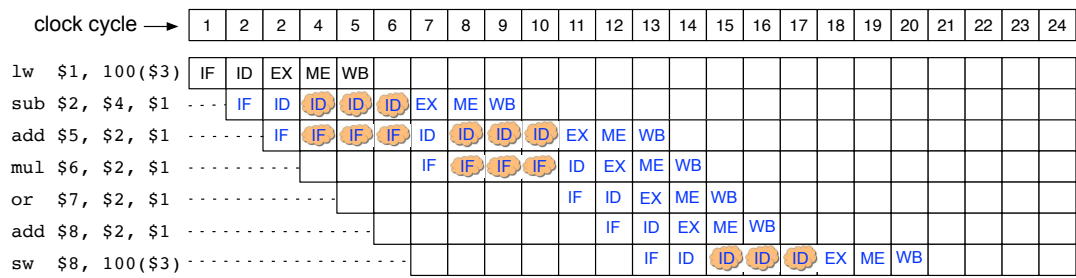 clock cycle → 1 2 2 4 5 6 7 8 9 10 11 12 13 14 15 16 17 18 19 20 21 22 23 24
lw $1, 100($3) IF ID EX ME WB
sub $2, $4, $1 IF ID ID ID ID EX ME WB
add $5, $2, $1 IF IF IF IF ID ID ID ID EX ME WB
mul $6, $2, $1 IF IF IF IF ID EX ME WB
or $7, $2, $1 IF ID EX ME WB
add $8, $2, $1 IF ID EX ME WB
sw $8, 100($3) IF ID ID ID ID EX ME WB